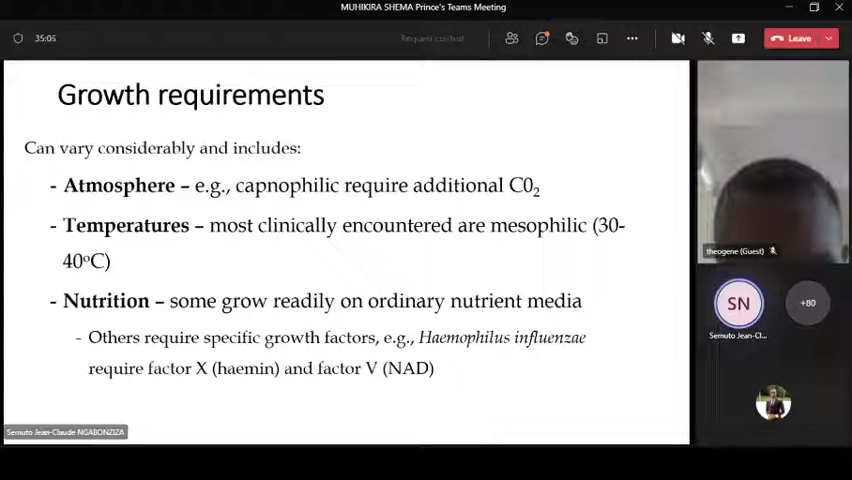 MUHIKIRA SHEMA Prince's Teams Meeting
35:05
Request control
Leave
Growth requirements
Can vary considerably and includes:
- Atmosphere – e.g., capnophilic require additional C0₂
- Temperatures – most clinically encountered are mesophilic (30-
40ºC)
- Nutrition – some grow readily on ordinary nutrient media
- Others require specific growth factors, e.g., Haemophilus influenzae
require factor X (haemin) and factor V (NAD)
Semuto Jean-Claude NGABONZIZA
theogene (Guest)
SN
+80
Semuto Jean-Cl...